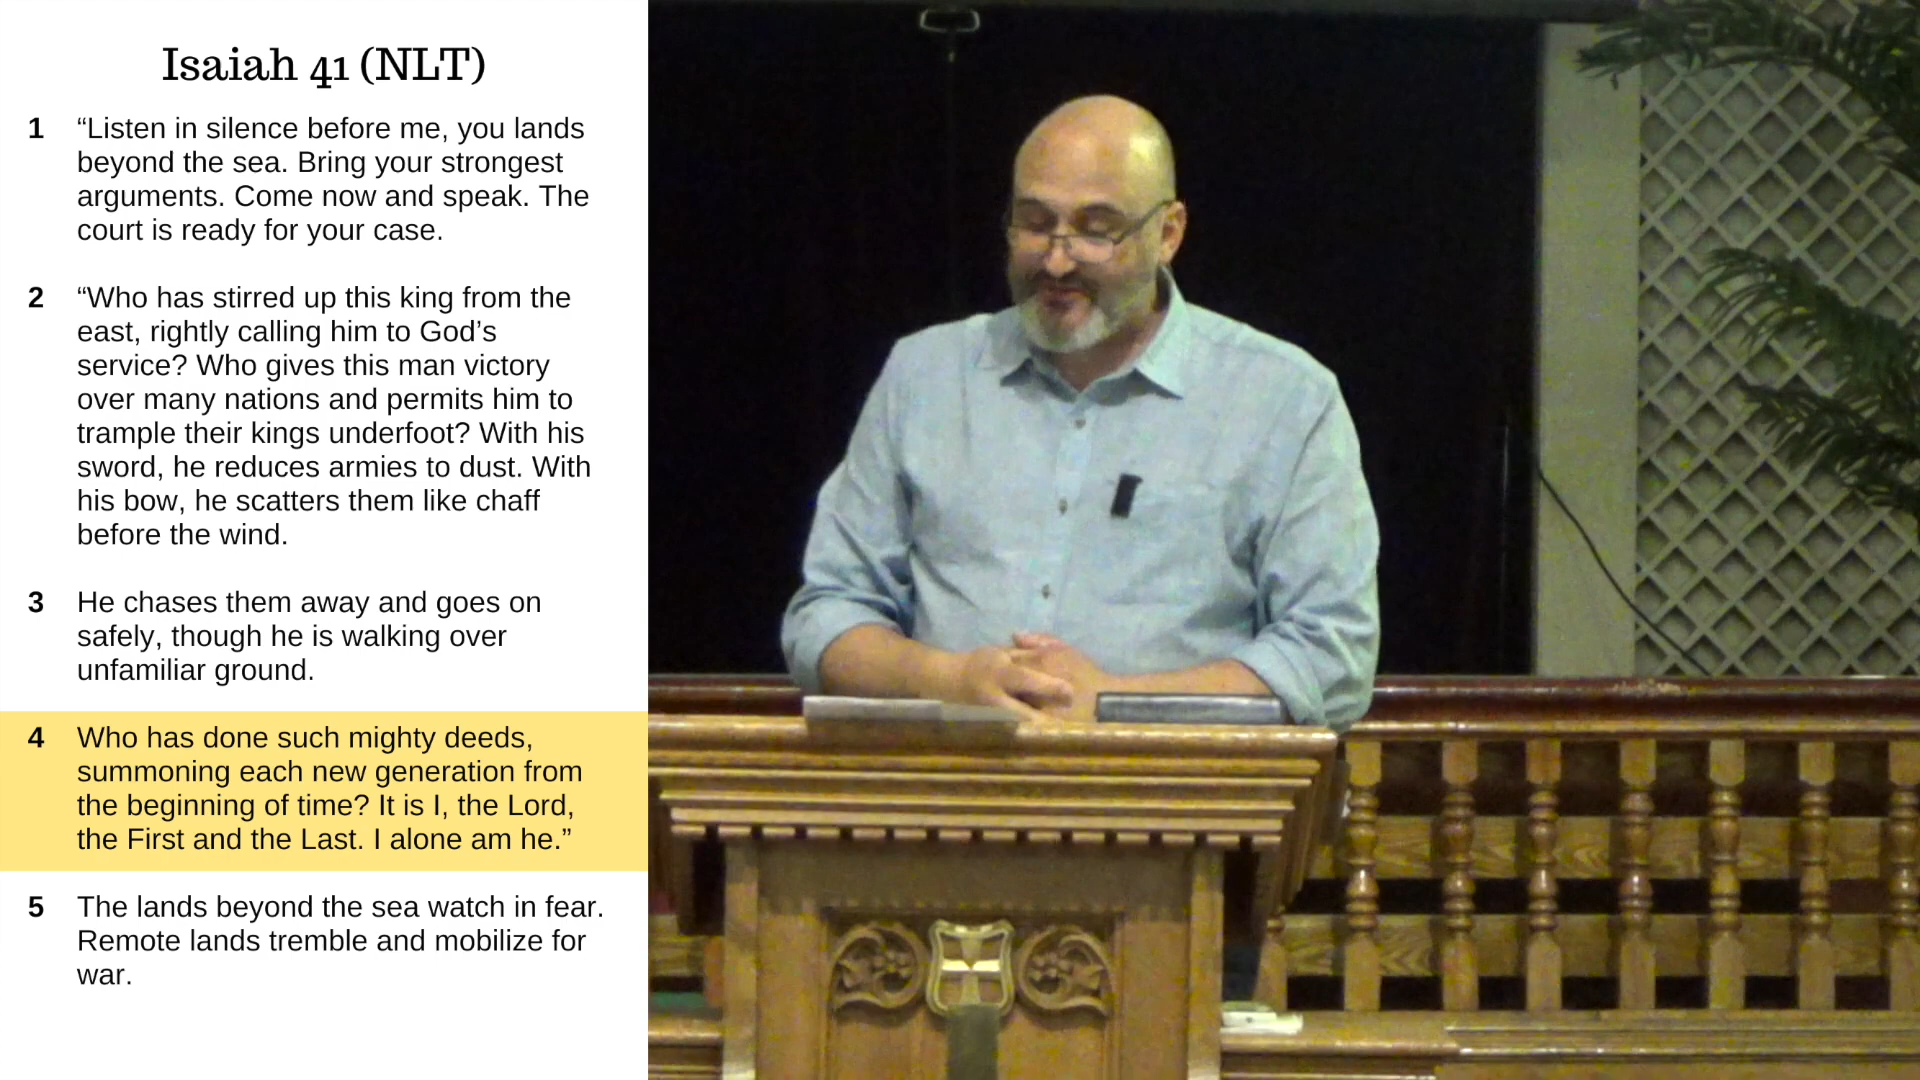 Isaiah 41 (NLT)
1 “Listen in silence before me, you lands
beyond the sea. Bring your strongest
arguments. Come now and speak. The
court is ready for your case.
2 “Who has stirred up this king from the
east, rightly calling him to God’s
service? Who gives this man victory
over many nations and permits him to
trample their kings underfoot? With his
sword, he reduces armies to dust. With
his bow, he scatters them like chaff
before the wind.
3 He chases them away and goes on
safely, though he is walking over
unfamiliar ground.
4 Who has done such mighty deeds,
summoning each new generation from
the beginning of time? It is I, the Lord,
the First and the Last. I alone am he.”
5 The lands beyond the sea watch in fear.
Remote lands tremble and mobilize for
war.